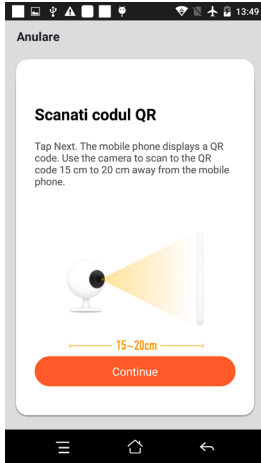 13:49
Anulare
Scanati codul QR
Tap Next. The mobile phone displays a QR
code. Use the camera to scan to the QR
code 15 cm to 20 cm away from the mobile
phone.
15~20cm
Continue